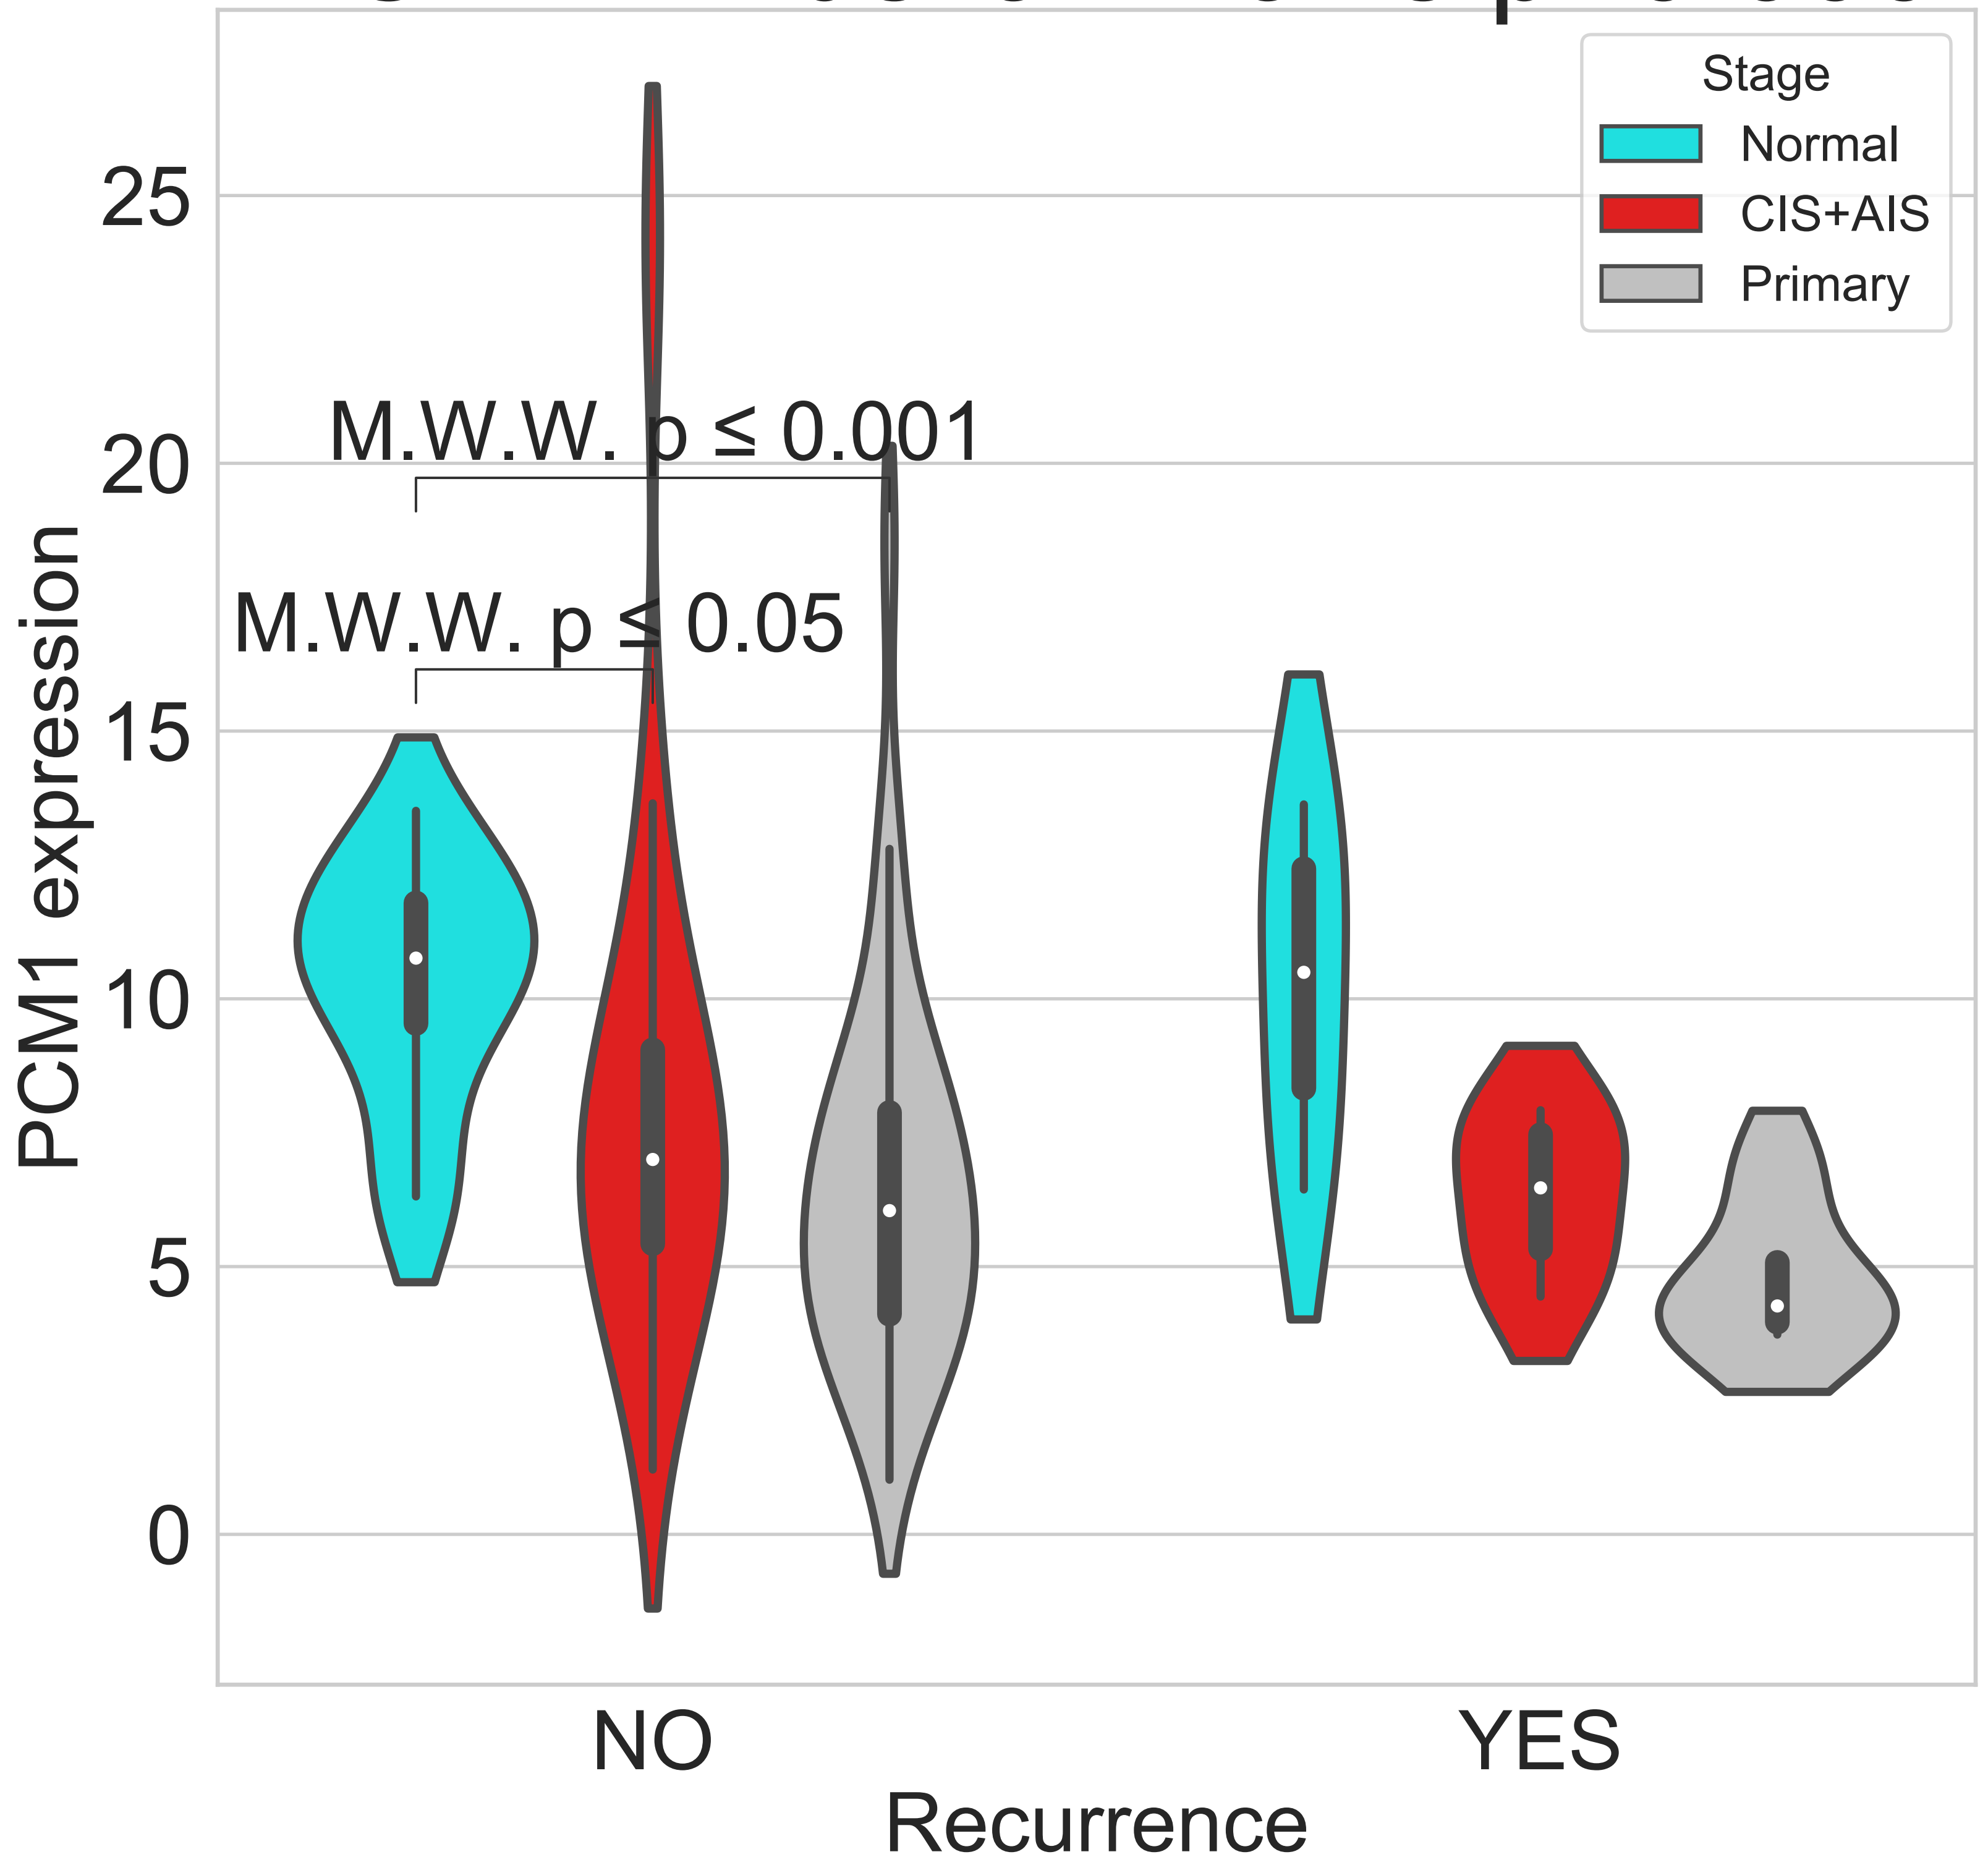 Stage
Normal
CIS+AIS
Primary
25
20
15
10
5
0
PCM1 expression
M.W.W. p ≤ 0.001
M.W.W. p ≤ 0.05
NO
YES
Recurrence